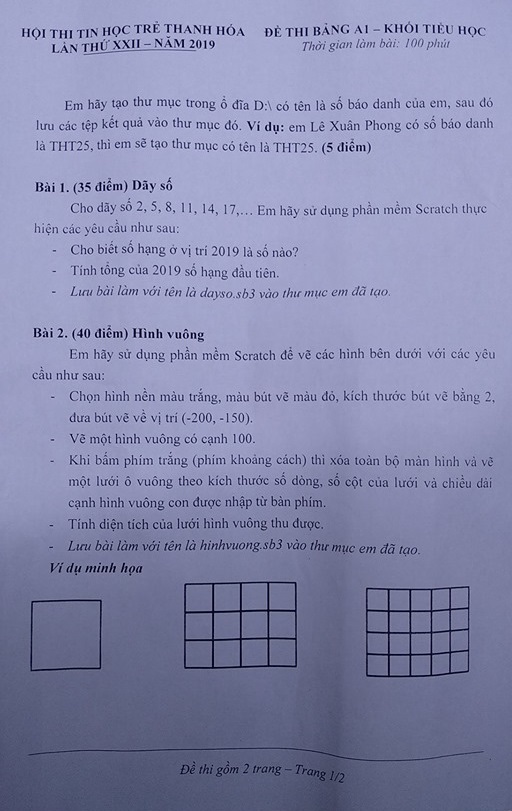 HỘI THI TIN HỌC TRẺ THANH HÓA
LẦN THỨ XXII – NĂM 2019
ĐỀ THI BẢNG A1 – KHỐI TIỂU HỌC
Thời gian làm bài: 100 phút
Em hãy tạo thư mục trong ổ đĩa D:\ có tên là số báo danh của em, sau đó
lưu các tệp kết quả vào thư mục đó. Ví dụ: em Lê Xuân Phong có số báo danh
là THT25, thì em sẽ tạo thư mục có tên là THT25. (5 điểm)
Bài 1. (35 điểm) Dãy số
Cho dãy số 2, 5, 8, 11, 14, 17,... Em hãy sử dụng phần mềm Scratch thực
hiện các yêu cầu như sau:
- Cho biết số hạng ở vị trí 2019 là số nào?
- Tính tổng của 2019 số hạng đầu tiên.
- Lưu bài làm với tên là dayso.sb3 vào thư mục em đã tạo.
Bài 2. (40 điểm) Hình vuông
Em hãy sử dụng phần mềm Scratch để vẽ các hình bên dưới với các yêu
cầu như sau:
- Chọn hình nền màu trắng, màu bút vẽ màu đỏ, kích thước bút vẽ bằng 2,
đưa bút vẽ về vị trí (-200, -150).
- Vẽ một hình vuông có cạnh 100.
- Khi bấm phím trắng (phím khoảng cách) thì xóa toàn bộ màn hình và vẽ
một lưới ô vuông theo kích thước số dòng, số cột của lưới và chiều dài
cạnh hình vuông con được nhập từ bàn phím.
- Tính diện tích của lưới hình vuông thu được.
- Lưu bài làm với tên là hinhvuong.sb3 vào thư mục em đã tạo.
Ví dụ minh họa
Đề thi gồm 2 trang – Trang 1/2